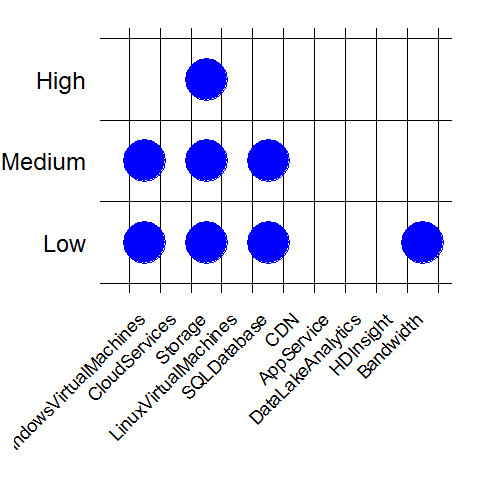 High
Medium
Low
ndowsVirtualMachines
CloudServices
Storage
LinuxVirtualMachines
SQLDatabase
CDN
AppService
DataLakeAnalytics
HDInsight
Bandwidth